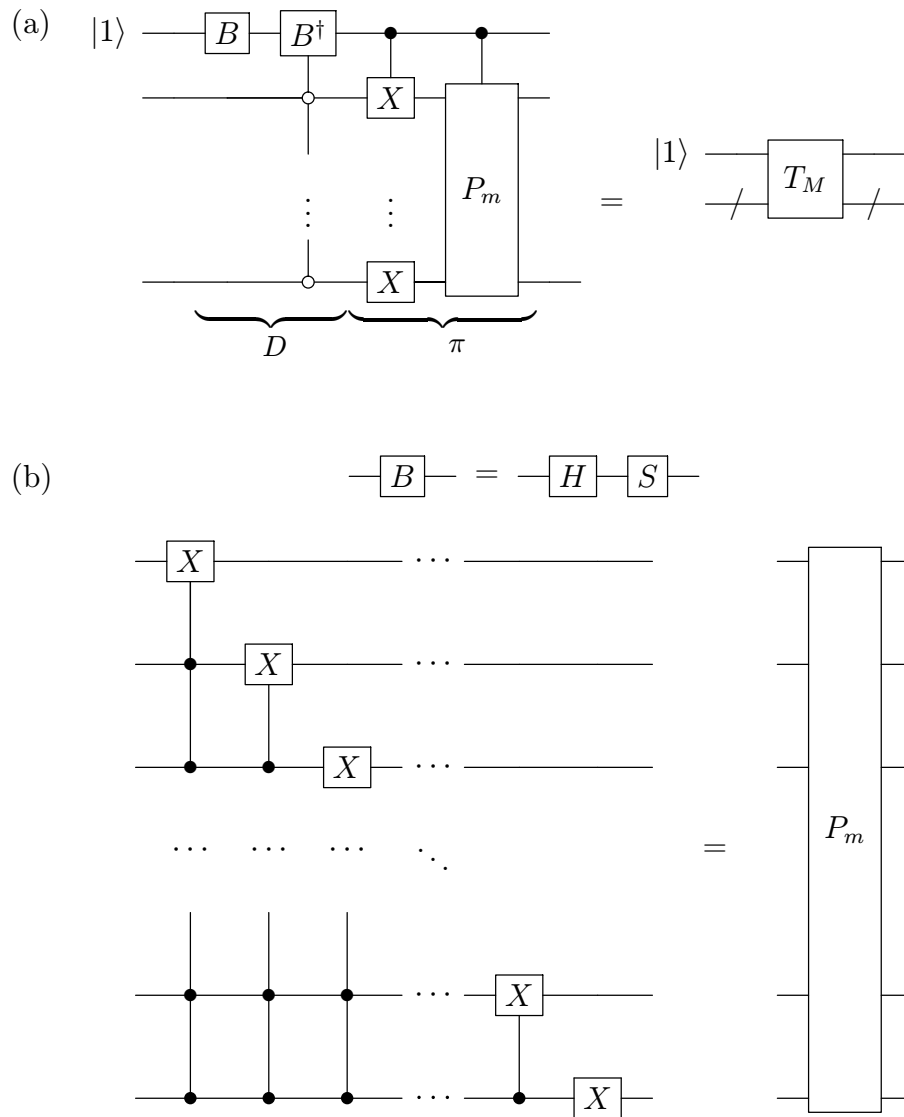 (a) |1⟩ B B†
X
P_m = |1⟩ T_M
⋮ ⋮
X
D π
(b) B = H S
X ⋯
X ⋯
X ⋯
⋯ ⋯ ⋯ ⋱ = P_m
⋯ X
⋯ X